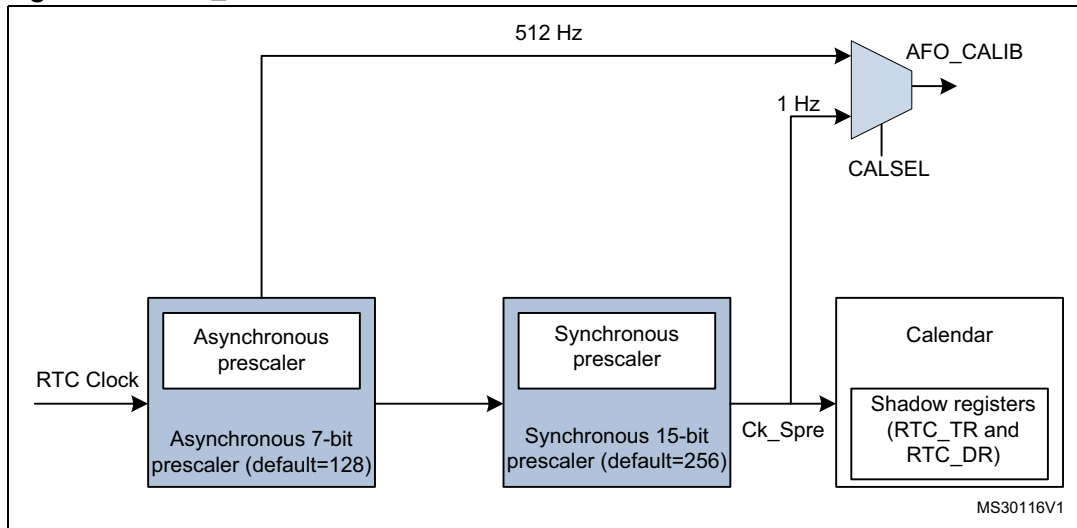 512 Hz
AFO_CALIB
1 Hz
CALSEL
RTC Clock
Asynchronous
prescaler
Asynchronous 7-bit
prescaler (default=128)
Synchronous
prescaler
Synchronous 15-bit
prescaler (default=256)
Ck_Spre
Calendar
Shadow registers
(RTC_TR and
RTC_DR)
MS30116V1